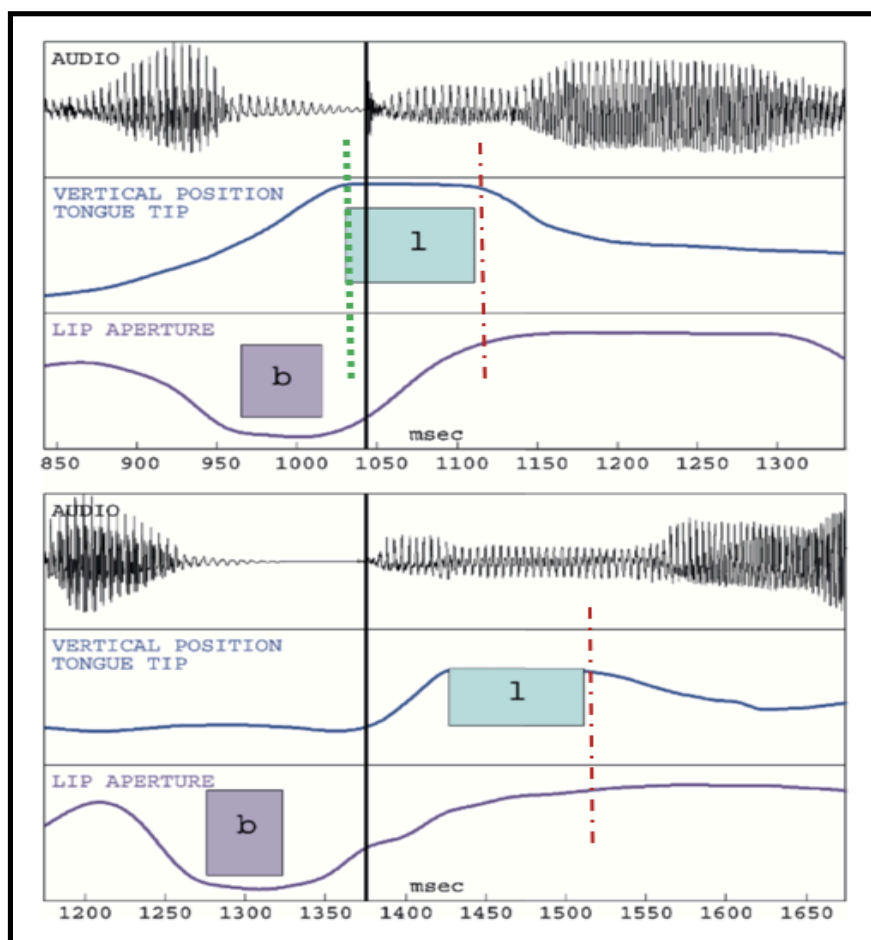 AUDIO
VERTICAL POSITION
TONGUE TIP
l
LIP APERTURE
b
msec
850 900 950 1000 1050 1100 1150 1200 1250 1300
AUDIO
VERTICAL POSITION
TONGUE TIP
l
LIP APERTURE
b
msec
1200 1250 1300 1350 1400 1450 1500 1550 1600 1650